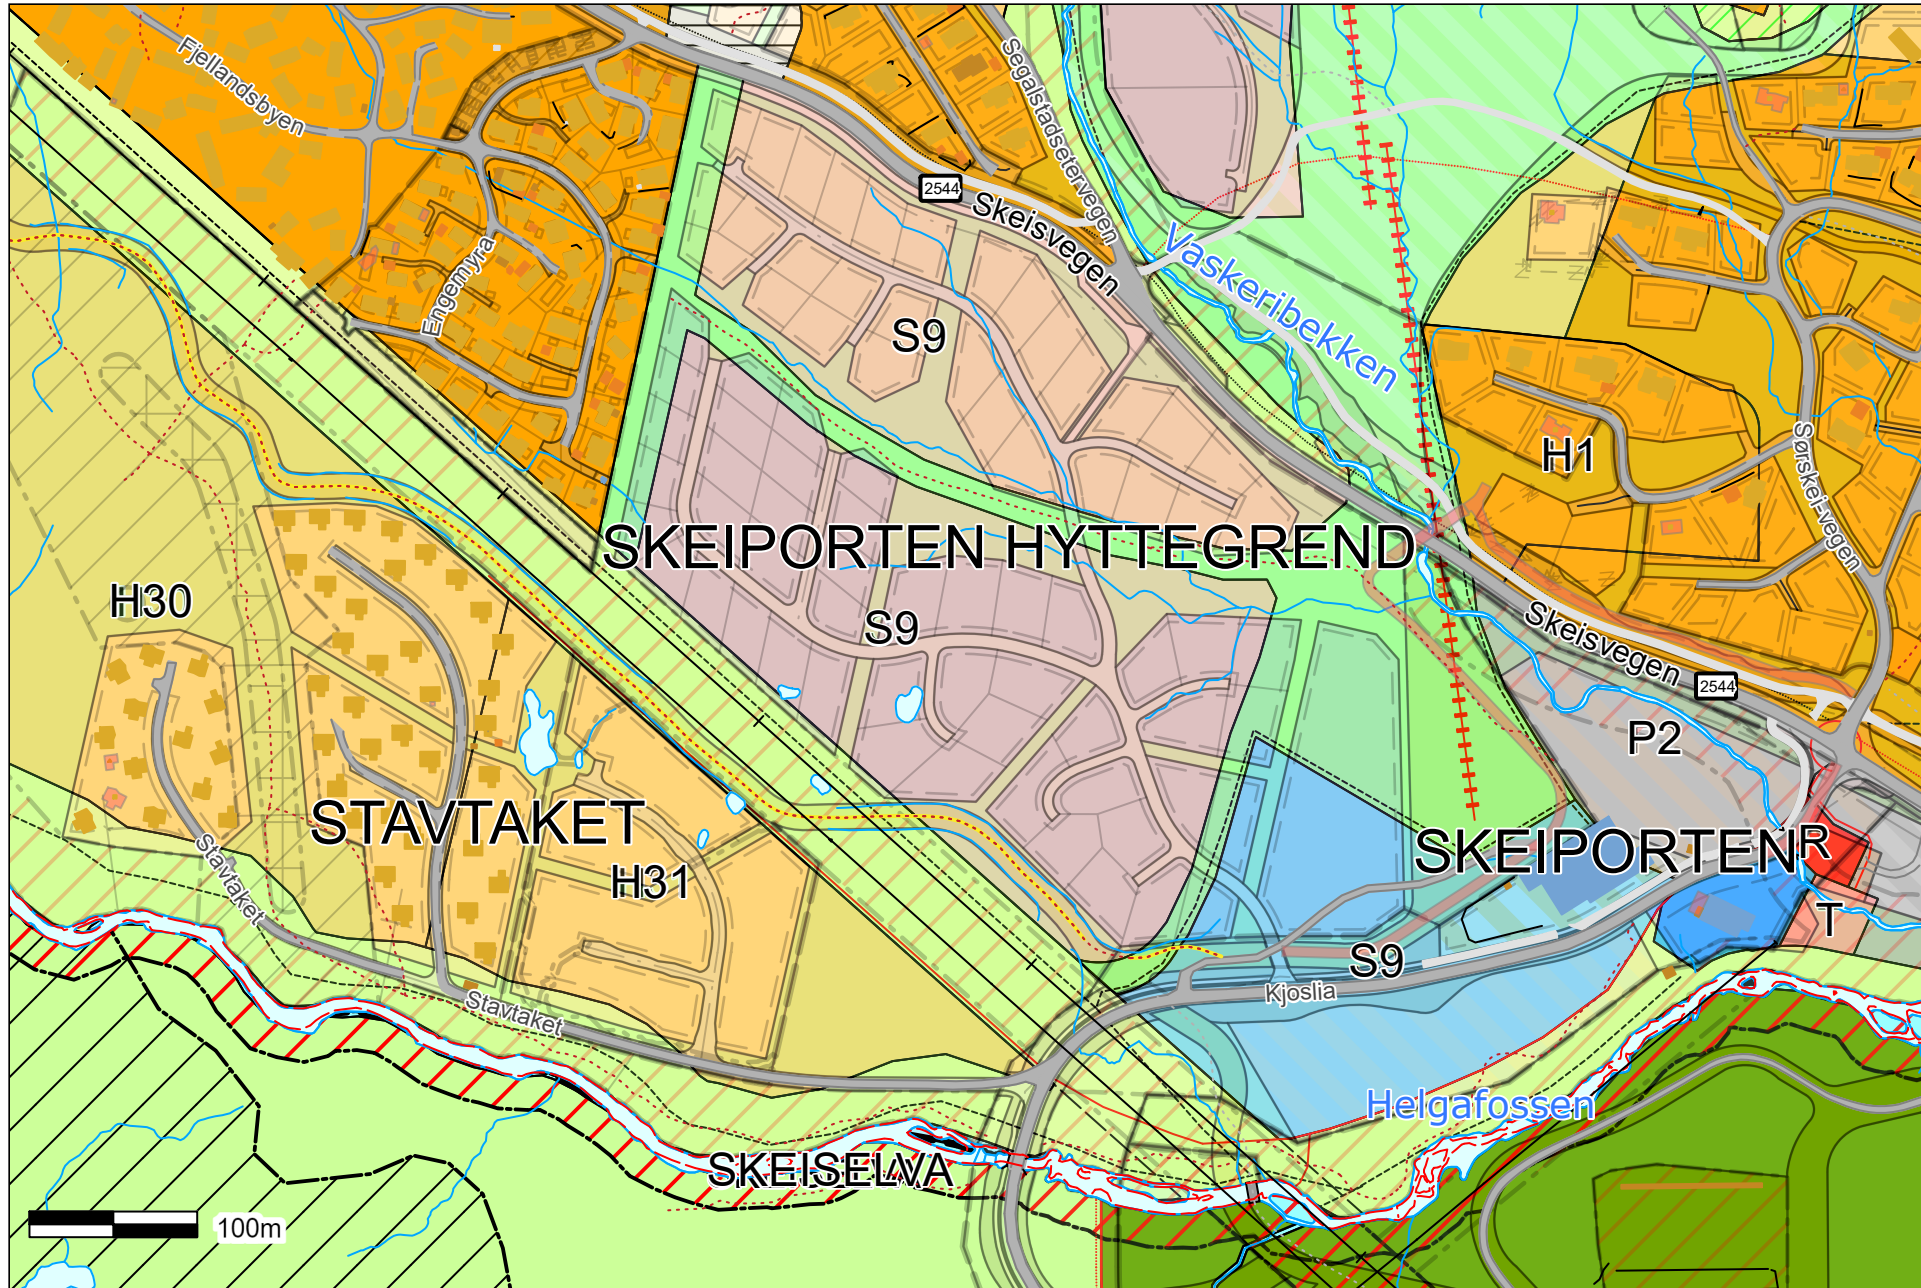 Fjellandsbyen
Segalstadsetervegen
2544
Skeisvegen
Vaskeribekken
Engemyra
S9
H1
Sørskei-vegen
SKEIPORTEN HYTTEGREND
H30
S9
Skeisvegen
2544
P2
STAVTAKET
SKEIPORTEN
R
H31
Stavtaket
T
S9
Kjoslia
Stavtaket
Helgafossen
SKEISELVA
100m